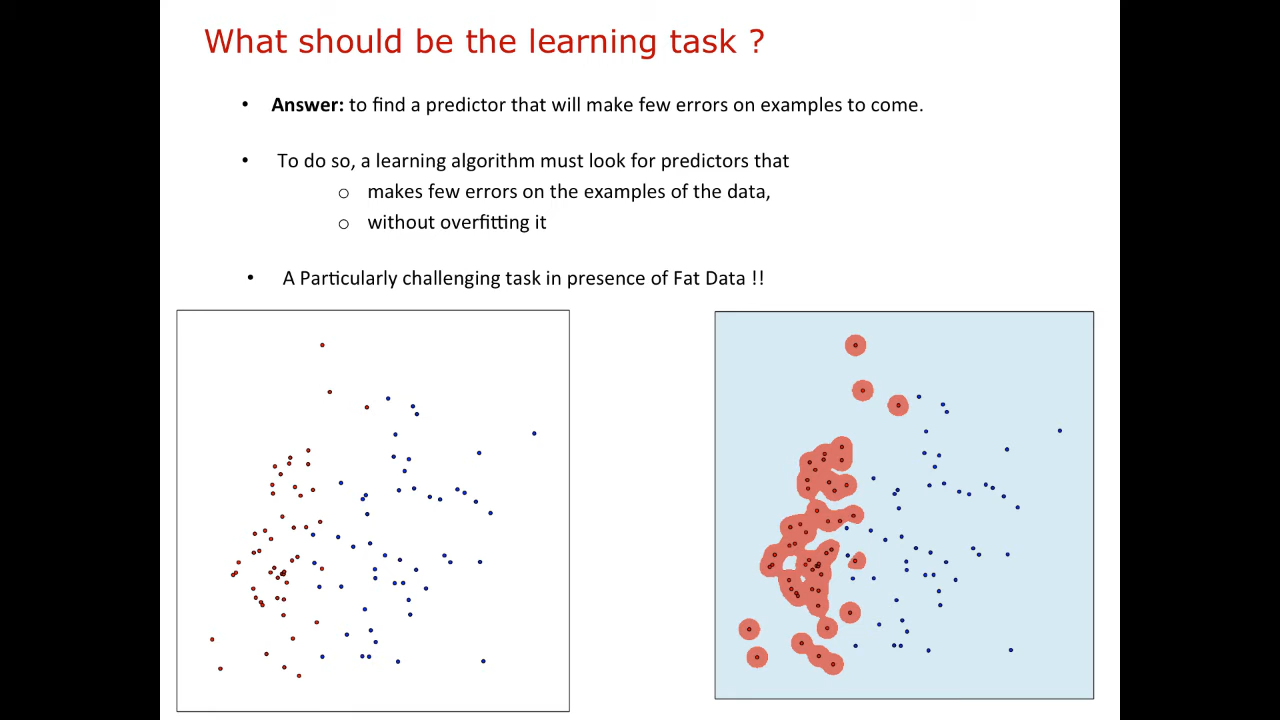 What should be the learning task ?
• Answer: to find a predictor that will make few errors on examples to come.
• To do so, a learning algorithm must look for predictors that
o makes few errors on the examples of the data,
o without overfitting it
• A Particularly challenging task in presence of Fat Data !!